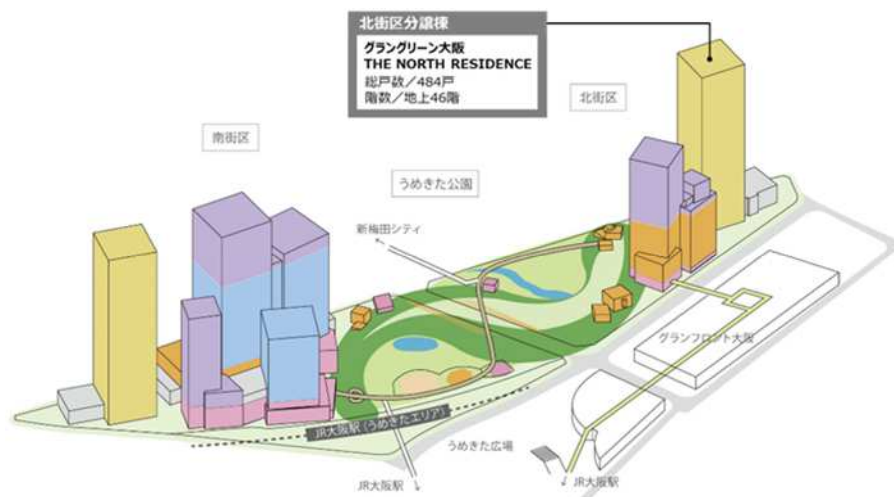 北街区分譲棟
グラングリーン大阪
THE NORTH RESIDENCE
総戸数／484戸
階数／地上46階
北街区
南街区
うめきた公園
新梅田シティ
グランフロント大阪
JR大阪駅（うめきたエリア）
うめきた広場
JR大阪駅
JR大阪駅